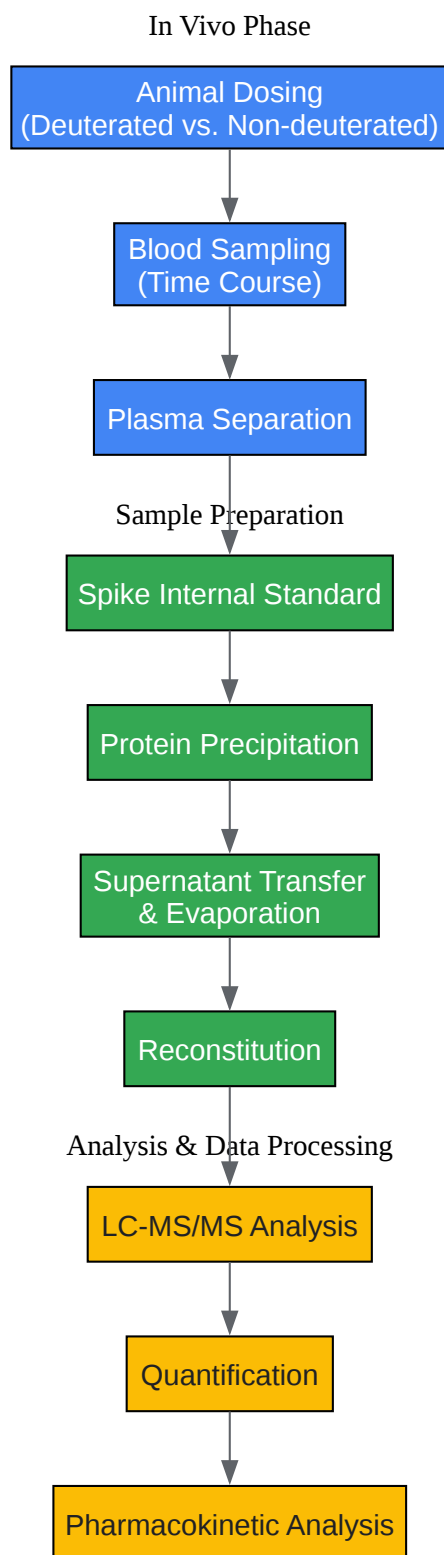 In Vivo Phase
Animal Dosing
(Deuterated vs. Non-deuterated)
Blood Sampling
(Time Course)
Plasma Separation
Sample Preparation
Spike Internal Standard
Protein Precipitation
Supernatant Transfer
& Evaporation
Reconstitution
Analysis & Data Processing
LC-MS/MS Analysis
Quantification
Pharmacokinetic Analysis